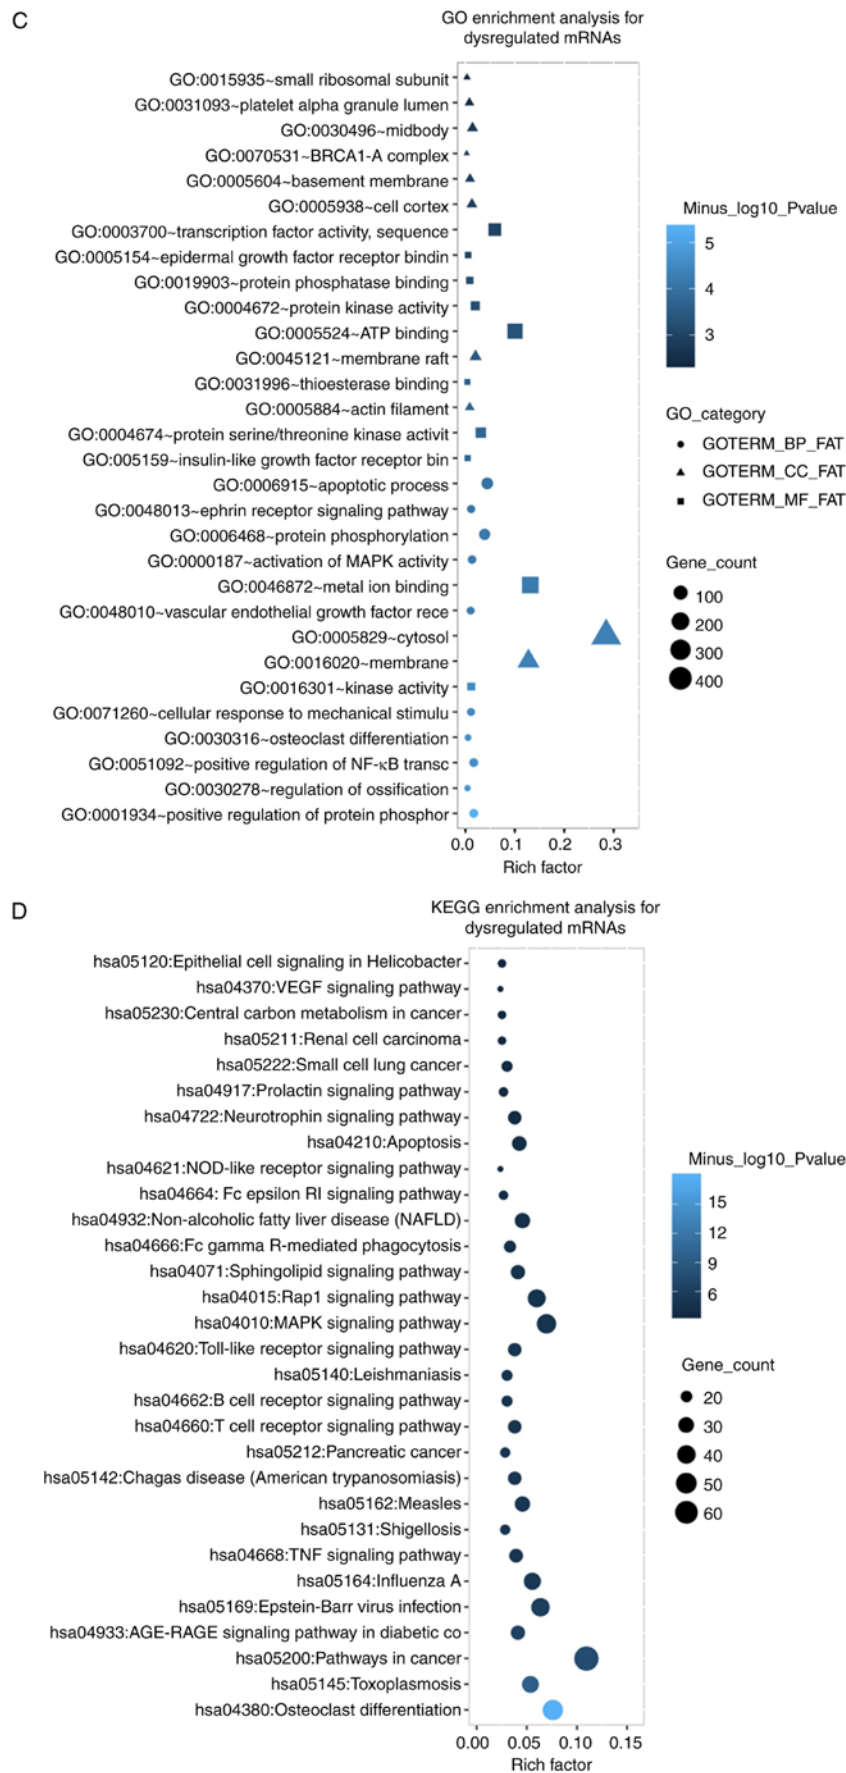 C
GO enrichment analysis for
dysregulated mRNAs
GO:0015935~small ribosomal subunit
GO:0031093~platelet alpha granule lumen
GO:0030496~midbody
GO:0070531~BRCA1-A complex
GO:0005604~basement membrane
GO:0005938~cell cortex
GO:0003700~transcription factor activity, sequence
GO:0005154~epidermal growth factor receptor bindin
GO:0019903~protein phosphatase binding
GO:0004672~protein kinase activity
GO:0005524~ATP binding
GO:0045121~membrane raft
GO:0031996~thioesterase binding
GO:0005884~actin filament
GO:0004674~protein serine/threonine kinase activit
GO:005159~insulin-like growth factor receptor bin
GO:0006915~apoptotic process
GO:0048013~ephrin receptor signaling pathway
GO:0006468~protein phosphorylation
GO:0000187~activation of MAPK activity
GO:0046872~metal ion binding
GO:0048010~vascular endothelial growth factor rece
GO:0005829~cytosol
GO:0016020~membrane
GO:0016301~kinase activity
GO:0071260~cellular response to mechanical stimulu
GO:0030316~osteoclast differentiation
GO:0051092~positive regulation of NF-κB transc
GO:0030278~regulation of ossification
GO:0001934~positive regulation of protein phosphor
0.0 0.1 0.2 0.3
Rich factor
Minus_log10_Pvalue
5
4
3
GO_category
GOTERM_BP_FAT
GOTERM_CC_FAT
GOTERM_MF_FAT
Gene_count
100
200
300
400
D
KEGG enrichment analysis for
dysregulated mRNAs
hsa05120:Epithelial cell signaling in Helicobacter
hsa04370:VEGF signaling pathway
hsa05230:Central carbon metabolism in cancer
hsa05211:Renal cell carcinoma
hsa05222:Small cell lung cancer
hsa04917:Prolactin signaling pathway
hsa04722:Neurotrophin signaling pathway
hsa04210:Apoptosis
hsa04621:NOD-like receptor signaling pathway
hsa04664: Fc epsilon RI signaling pathway
hsa04932:Non-alcoholic fatty liver disease (NAFLD)
hsa04666:Fc gamma R-mediated phagocytosis
hsa04071:Sphingolipid signaling pathway
hsa04015:Rap1 signaling pathway
hsa04010:MAPK signaling pathway
hsa04620:Toll-like receptor signaling pathway
hsa05140:Leishmaniasis
hsa04662:B cell receptor signaling pathway
hsa04660:T cell receptor signaling pathway
hsa05212:Pancreatic cancer
hsa05142:Chagas disease (American trypanosomiasis)
hsa05162:Measles
hsa05131:Shigellosis
hsa04668:TNF signaling pathway
hsa05164:Influenza A
hsa05169:Epstein-Barr virus infection
hsa04933:AGE-RAGE signaling pathway in diabetic co
hsa05200:Pathways in cancer
hsa05145:Toxoplasmosis
hsa04380:Osteoclast differentiation
0.00 0.05 0.10 0.15
Rich factor
Minus_log10_Pvalue
15
12
9
6
Gene_count
20
30
40
50
60